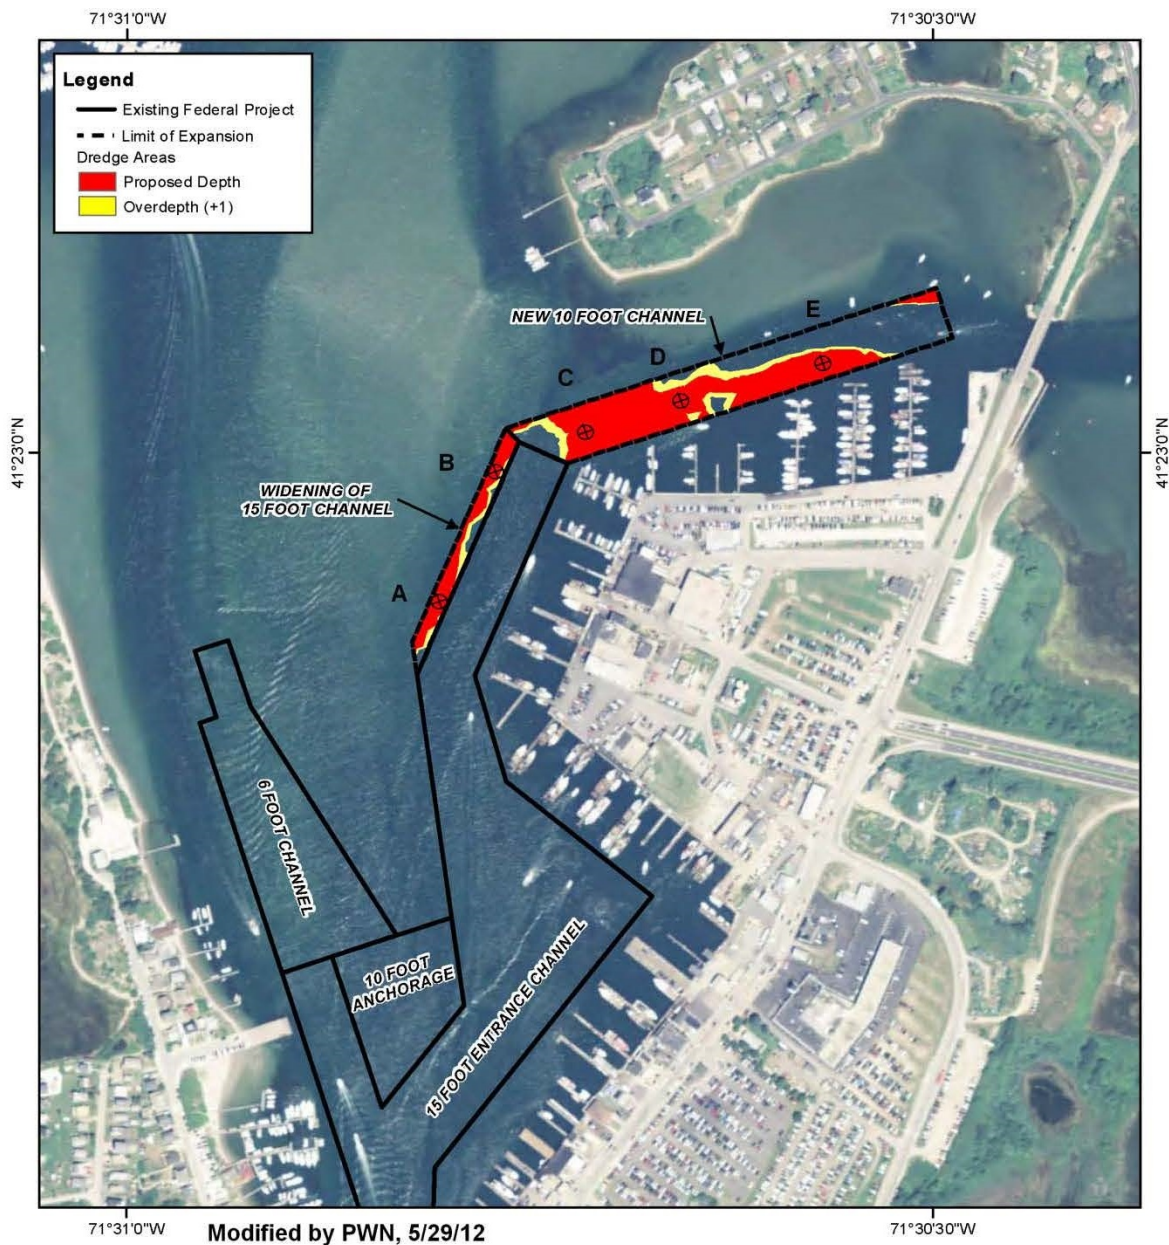 71°31'0"W
71°30'30"W
Legend
Existing Federal Project
Limit of Expansion
Dredge Areas
Proposed Depth
Overdepth (+1)
E
NEW 10 FOOT CHANNEL
D
C
41°23'0"N
41°23'0"N
B
WIDENING OF
15 FOOT CHANNEL
A
6 FOOT CHANNEL
10 FOOT
ANCHORAGE
15 FOOT ENTRANCE CHANNEL
71°31'0"W
71°30'30"W
Modified by PWN, 5/29/12